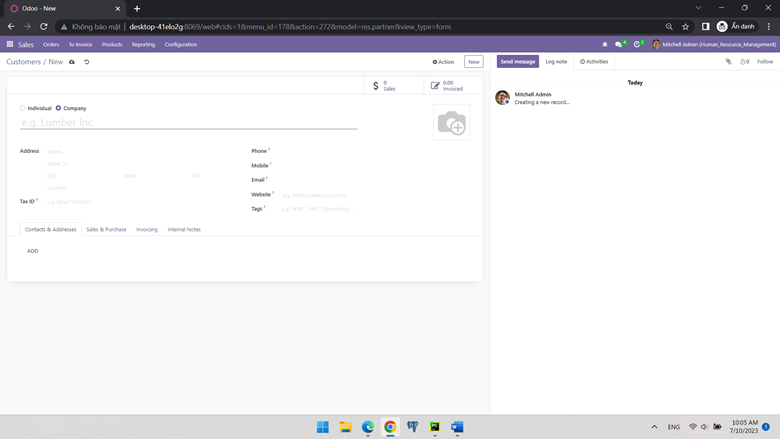 Odoo - New
Không bảo mật | desktop-41elo2g:8069/web#cids=1&menu_id=178&action=272&model=res.partner&view_type=form
Ẩn danh
Sales Orders To Invoice Products Reporting Configuration
4 2 Mitchell Admin (Human_Resource_Management)
Customers / New
Action New
Send message Log note Activities 0 Follow
0
Sales
0.00
Invoiced
Individual Company
e.g. Lumber Inc
Address Street...
Street 2...
City State ZIP
Country
Tax ID ?
Phone ?
Mobile ?
Email ?
Website ? e.g. https://www.odoo.com
Tags ? e.g. "B2B", "VIP", "Consulting", ...
Contacts & Addresses Sales & Purchase Invoicing Internal Notes
ADD
Today
Mitchell Admin
Creating a new record...
ENG
10:05 AM
7/10/2023
1